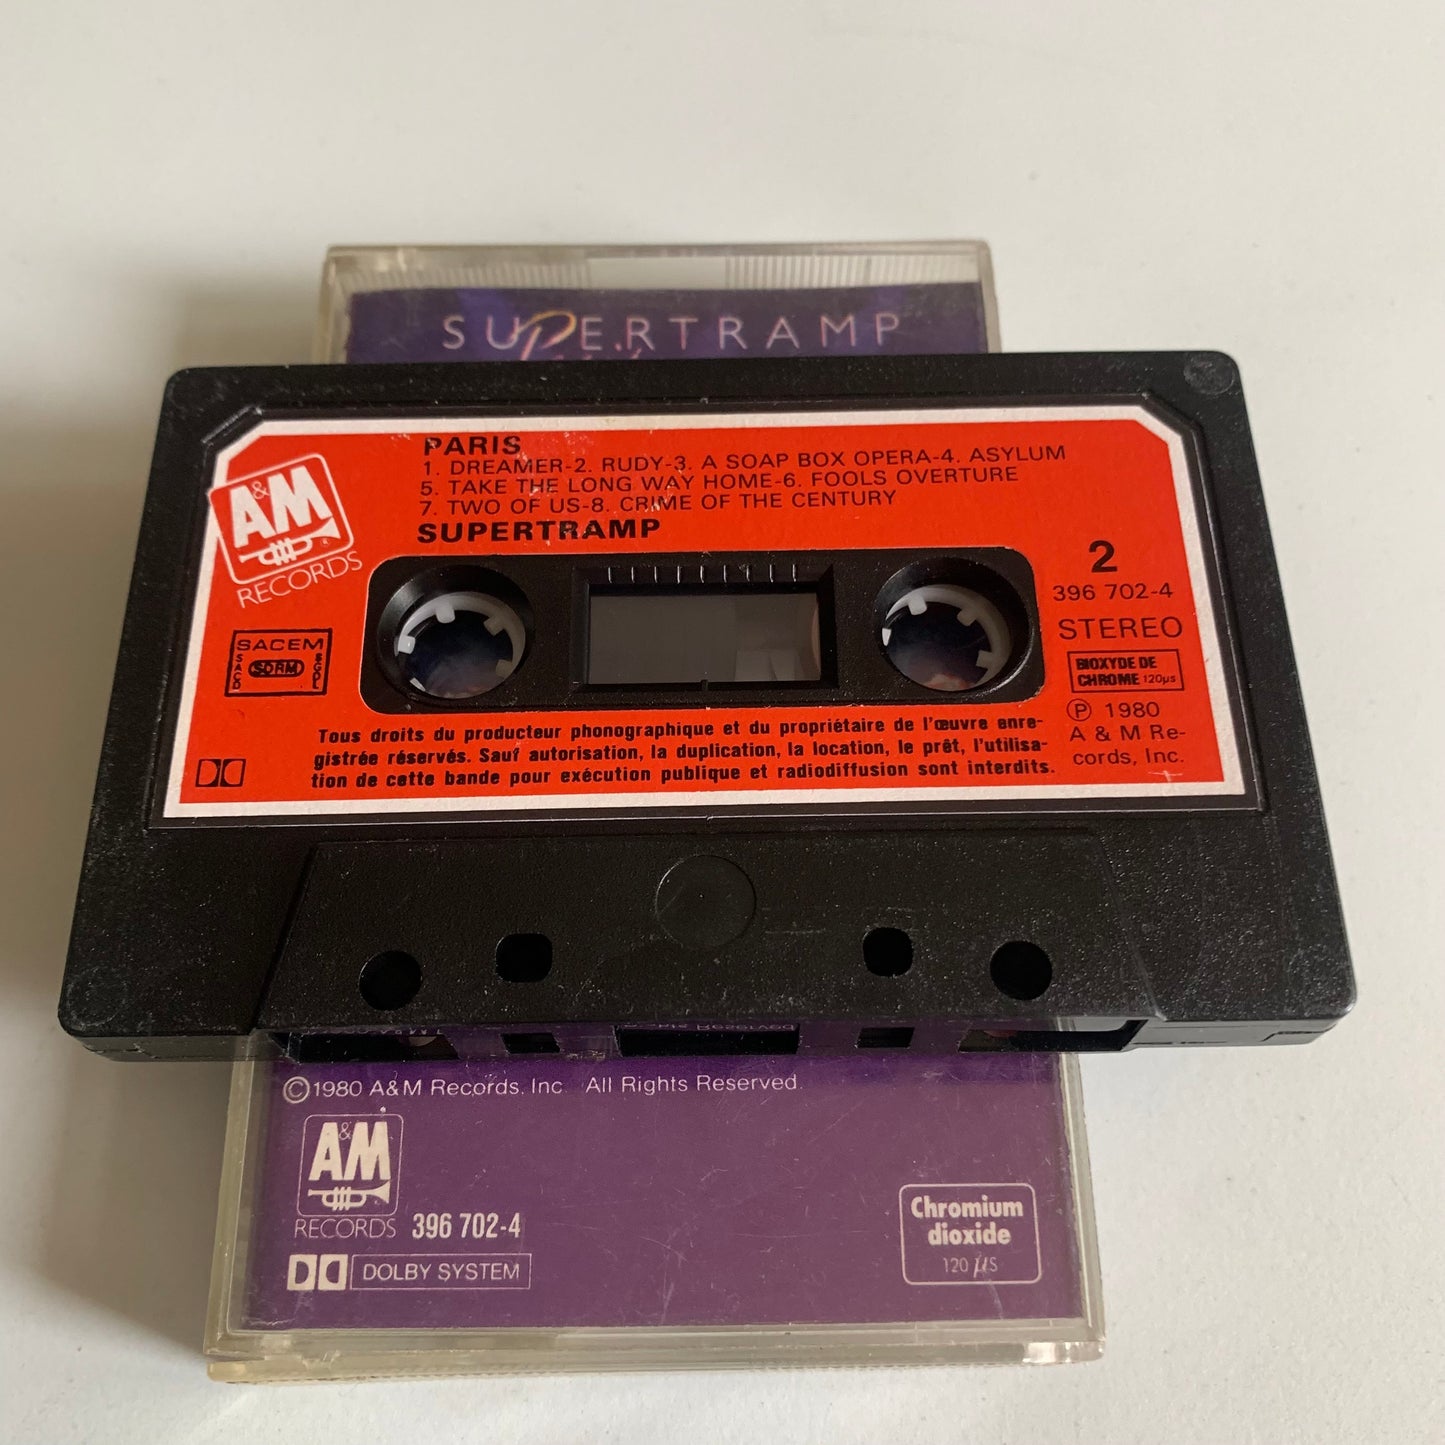 SUPERTRAMP
Paris
PARIS
1. DREAMER-2. RUDY-3. A SOAP BOX OPERA-4. ASYLUM
5. TAKE THE LONG WAY HOME-6. FOOLS OVERTURE
7. TWO OF US-8. CRIME OF THE CENTURY
SUPERTRAMP
A&M
®
RECORDS
2
396 702-4
STEREO
SACEM
SACD
SDRM
SGDL
BIOXYDE DE
CHROME 120µs
Ⓟ 1980
A & M Re-
cords, Inc.
Tous droits du producteur phonographique et du propriétaire de l'œuvre enre-
gistrée réservés. Sauf autorisation, la duplication, la location, le prêt, l'utilisa-
tion de cette bande pour exécution publique et radiodiffusion sont interdits.
©1980 A&M Records, Inc All Rights Reserved.
A&M
RECORDS 396 702-4
DOLBY SYSTEM
Chromium
dioxide
120 µs